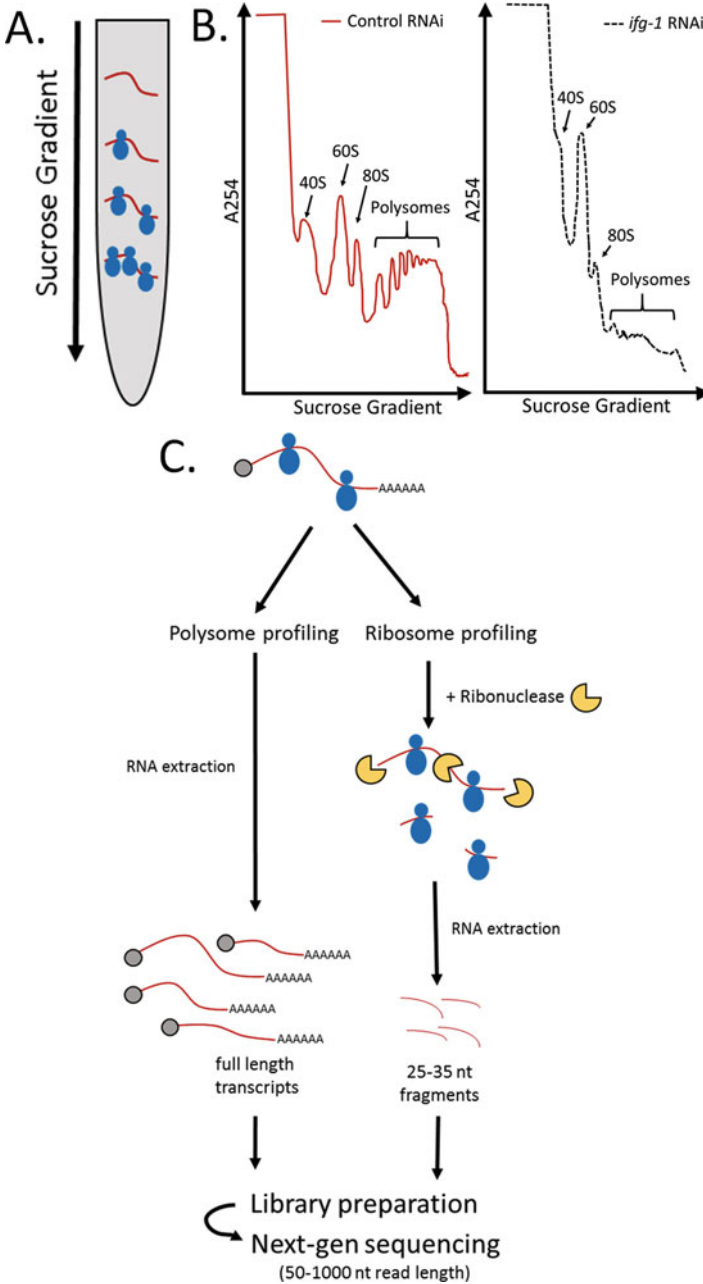 A.
Sucrose Gradient
B.
Control RNAi
A254
40S
60S
80S
Polysomes
Sucrose Gradient
ifg-1 RNAi
A254
40S
60S
80S
Polysomes
Sucrose Gradient
C.
AAAAAA
Polysome profiling
Ribosome profiling
+ Ribonuclease
RNA extraction
RNA extraction
AAAAAA
AAAAAA
AAAAAA
AAAAAA
full length
transcripts
25-35 nt
fragments
Library preparation
Next-gen sequencing
(50-1000 nt read length)